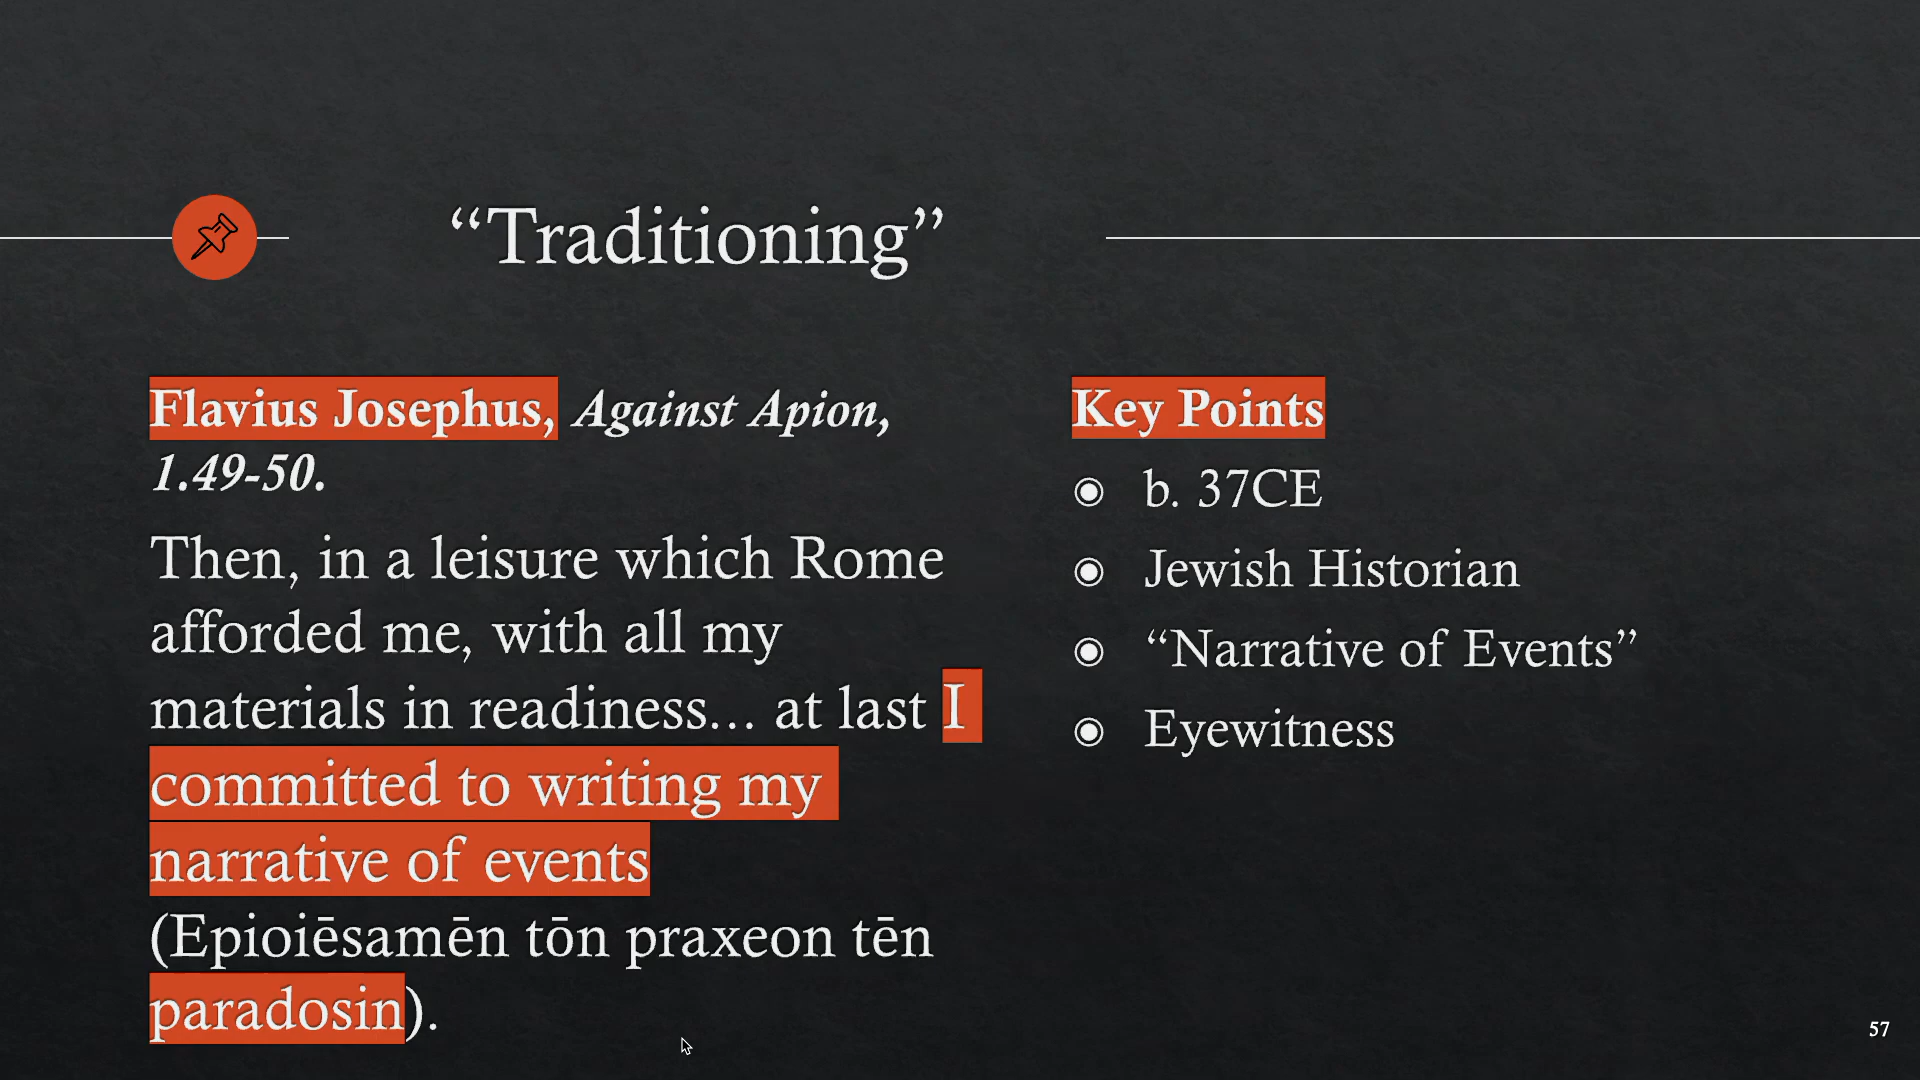 “Traditioning”
Flavius Josephus, Against Apion,
1.49-50.
Then, in a leisure which Rome
afforded me, with all my
materials in readiness… at last I
committed to writing my
narrative of events
(Epioiēsamēn tōn praxeon tēn
paradosin).
Key Points
b. 37CE
Jewish Historian
“Narrative of Events”
Eyewitness
57